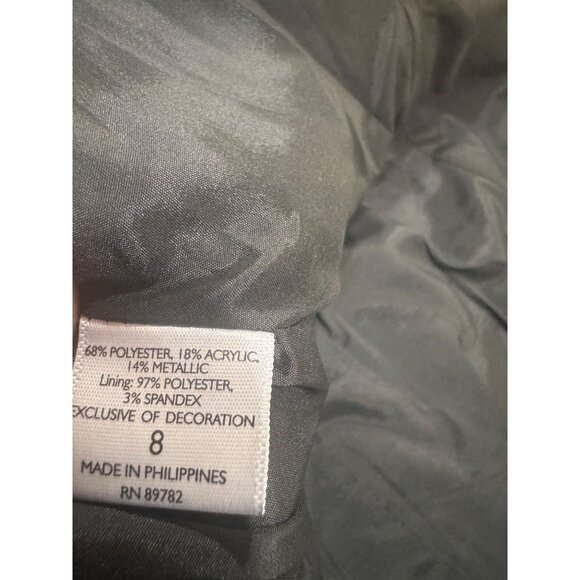 68% POLYESTER, 18% ACRYLIC,
14% METALLIC
Lining: 97% POLYESTER,
3% SPANDEX
EXCLUSIVE OF DECORATION
8
MADE IN PHILIPPINES
RN 89782